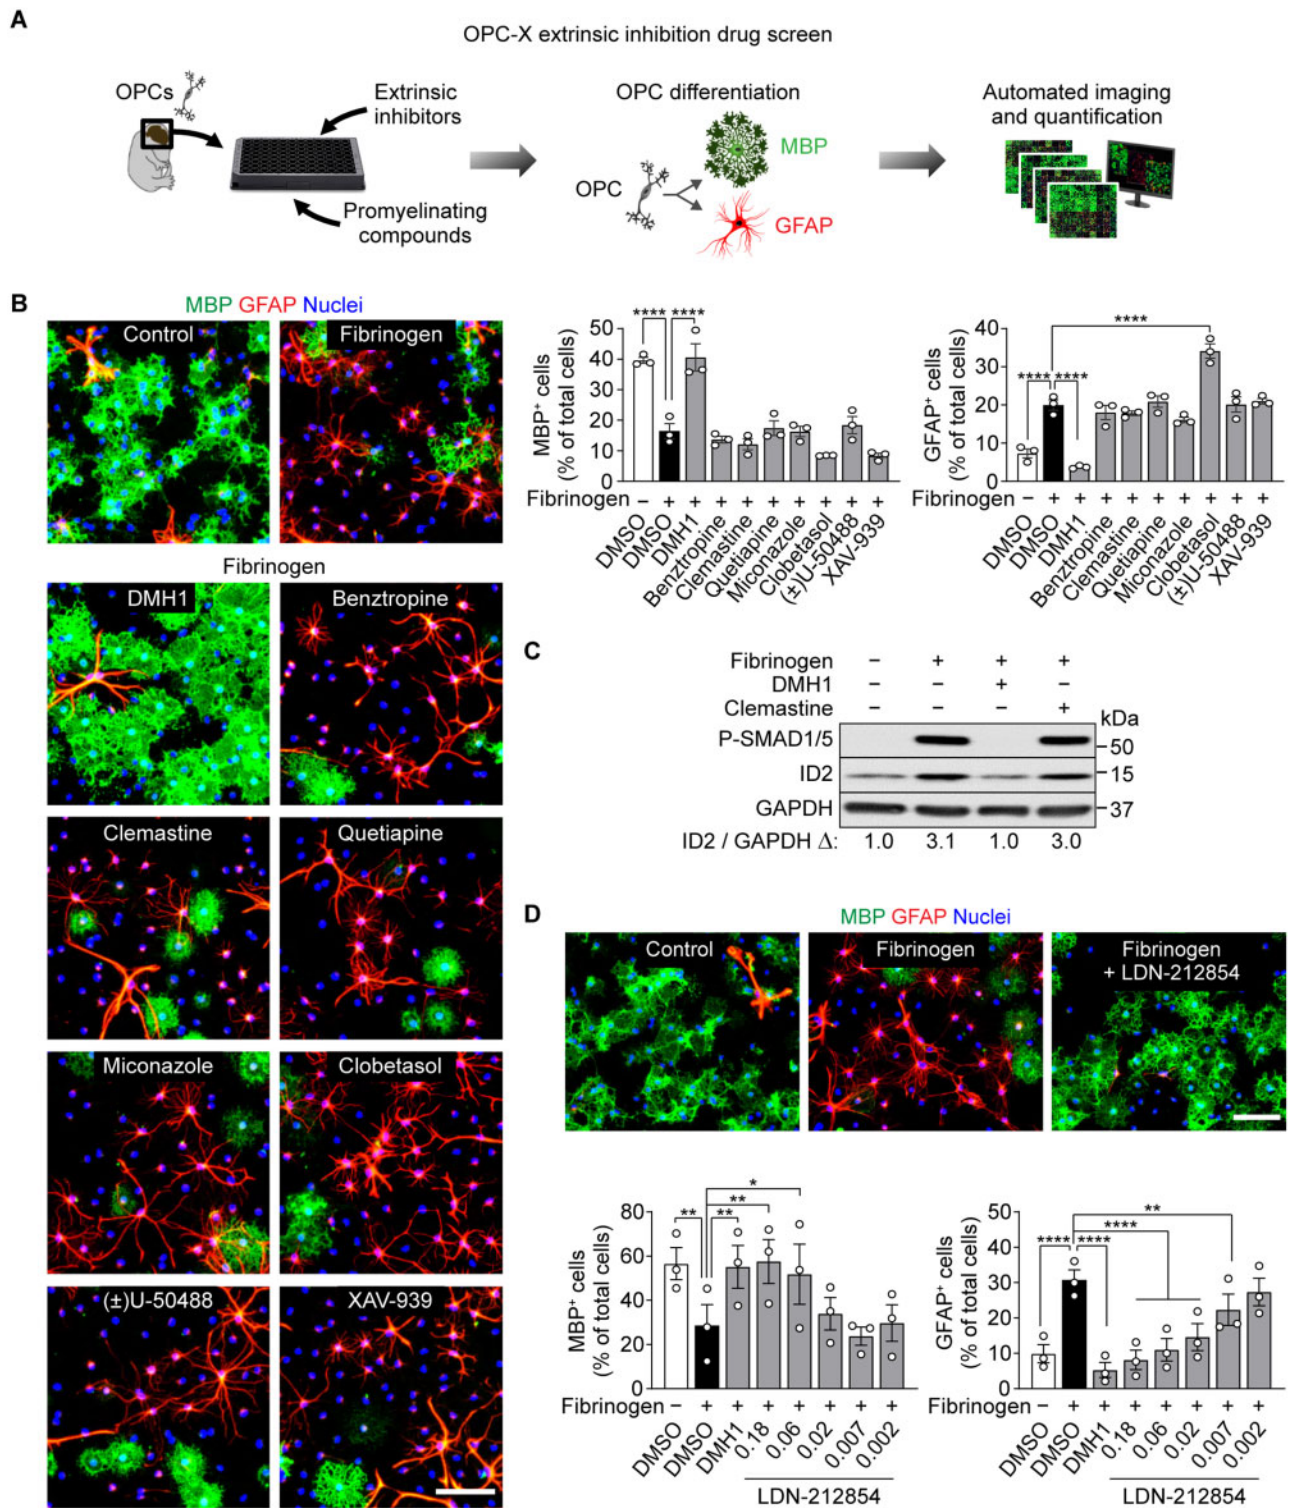 A
OPC-X extrinsic inhibition drug screen
OPCs
Extrinsic
inhibitors
Promyelinating
compounds
OPC differentiation
MBP
OPC
GFAP
Automated imaging
and quantification
B
MBP GFAP Nuclei
Control
Fibrinogen
Fibrinogen
DMH1
Benztropine
Clemastine
Quetiapine
Miconazole
Clobetasol
(±)U-50488
XAV-939
MBP⁺ cells
(% of total cells)
50
40
30
20
10
0
**** ****
Fibrinogen − + + + + + + + + +
DMSO
DMSO
DMH1
Benztropine
Clemastine
Quetiapine
Miconazole
Clobetasol
(±)U-50488
XAV-939
GFAP⁺ cells
(% of total cells)
40
30
20
10
0
****
**** ****
Fibrinogen − + + + + + + + + +
DMSO
DMSO
DMH1
Benztropine
Clemastine
Quetiapine
Miconazole
Clobetasol
(±)U-50488
XAV-939
C
Fibrinogen − + + +
DMH1 − − + −
Clemastine − − − +
kDa
P-SMAD1/5 50
ID2 15
GAPDH 37
ID2 / GAPDH Δ: 1.0 3.1 1.0 3.0
D
MBP GFAP Nuclei
Control
Fibrinogen
Fibrinogen
+ LDN-212854
MBP⁺ cells
(% of total cells)
80
60
40
20
0
*
**
** **
Fibrinogen − + + + + + + +
DMSO
DMSO
DMH1
0.18
0.06
0.02
0.007
0.002
LDN-212854
GFAP⁺ cells
(% of total cells)
50
40
30
20
10
0
**
****
**** ****
Fibrinogen − + + + + + + +
DMSO
DMSO
DMH1
0.18
0.06
0.02
0.007
0.002
LDN-212854